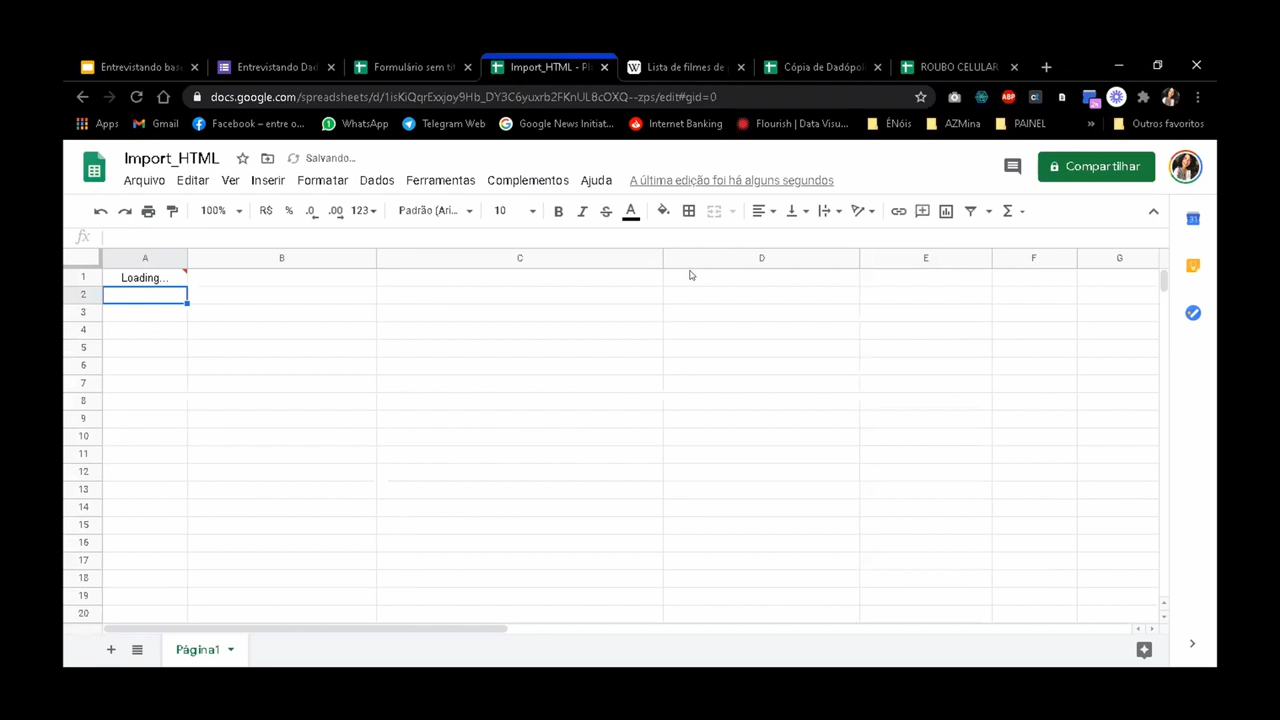 Entrevistando bas
Entrevistando Dad
Formulário sem tít
Import_HTML - Pl
Lista de filmes de
Cópia de Dadópol
ROUBO CELULAR
docs.google.com/spreadsheets/d/1isKiQqrExxjoy9Hb_DY3C6yuxrb2FKnUL8cOXQ--zps/edit#gid=0
Apps
Gmail
Facebook – entre o...
WhatsApp
Telegram Web
Google News Initiat...
Internet Banking
Flourish | Data Visu...
ÉNóis
AZMina
PAINEL
»
Outros favoritos
Import_HTML
Salvando...
Compartilhar
Arquivo Editar Ver Inserir Formatar Dados Ferramentas Complementos Ajuda
A última edição foi há alguns segundos
100% R$ % .0 .00 123 Padrão (Ari... 10 B I S A Σ
fx
A B C D E F G
1 Loading...
2
3
4
5
6
7
8
9
10
11
12
13
14
15
16
17
18
19
20
Página1